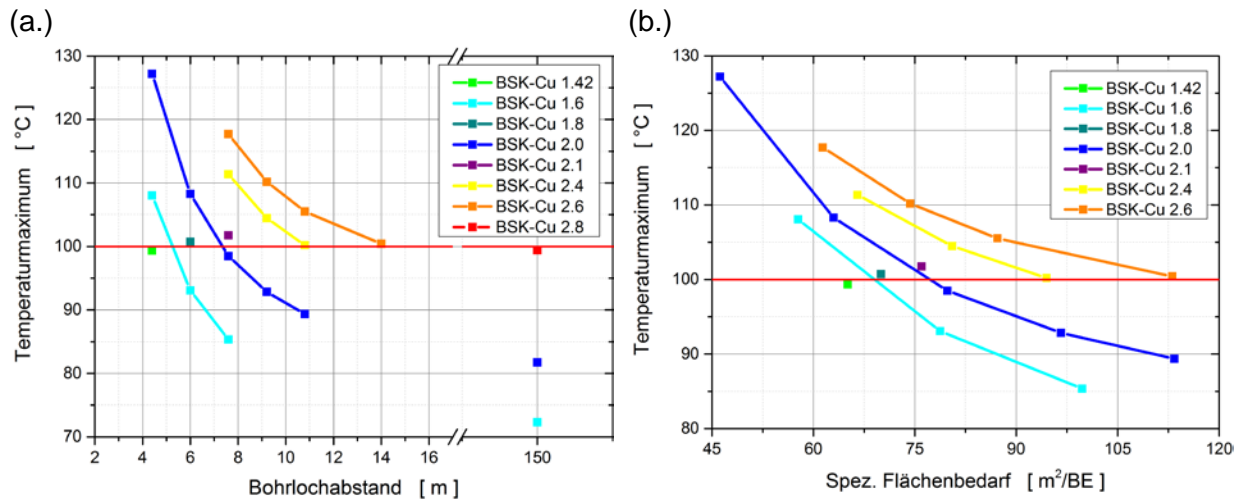 (a.)
130
120
110
100
90
80
70
Temperaturmaximum [ °C]
2 4 6 8 10 12 14 16 150
Bohrlochabstand [ m ]
BSK-Cu 1.42
BSK-Cu 1.6
BSK-Cu 1.8
BSK-Cu 2.0
BSK-Cu 2.1
BSK-Cu 2.4
BSK-Cu 2.6
BSK-Cu 2.8
(b.)
130
120
110
100
90
80
Temperaturmaximum [ °C]
45 60 75 90 105 120
Spez. Flächenbedarf [ m²/BE ]
BSK-Cu 1.42
BSK-Cu 1.6
BSK-Cu 1.8
BSK-Cu 2.0
BSK-Cu 2.1
BSK-Cu 2.4
BSK-Cu 2.6